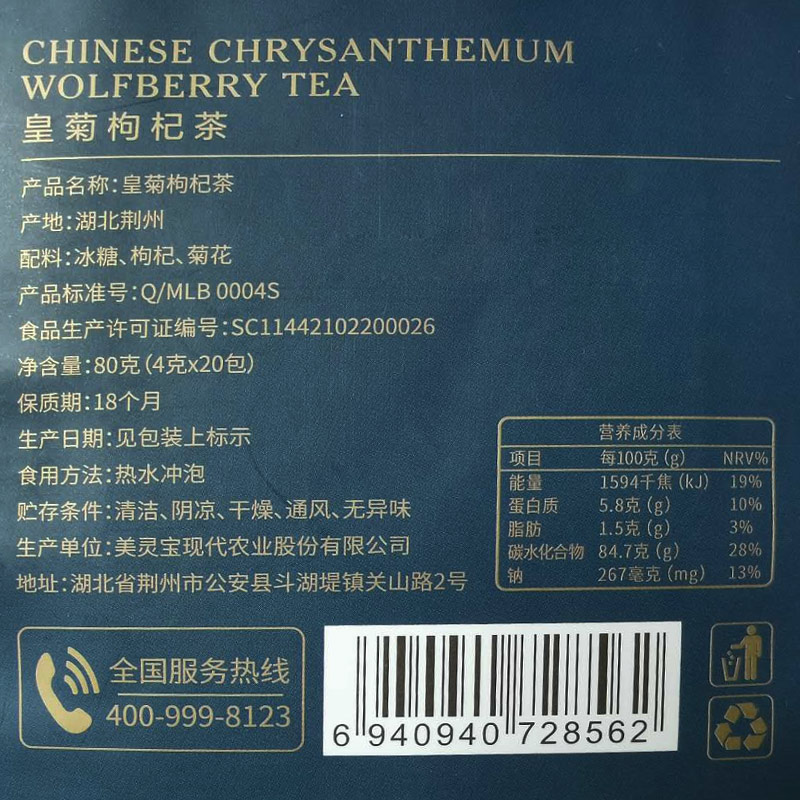 CHINESE CHRYSANTHEMUM
WOLFBERRY TEA
皇菊枸杞茶
产品名称:皇菊枸杞茶
产地:湖北荆州
配料:冰糖、枸杞、菊花
产品标准号:Q/MLB 0004S
食品生产许可证编号:SC11442102200026
净含量:80克(4克x20包)
保质期:18个月
生产日期:见包装上标示
食用方法:热水冲泡
贮存条件:清洁、阴凉、干燥、通风、无异味
生产单位:美灵宝现代农业股份有限公司
地址:湖北省荆州市公安县斗湖堤镇关山路2号
营养成分表
项目 每100克(g) NRV%
能量 1594千焦(kJ) 19%
蛋白质 5.8克(g) 10%
脂肪 1.5克(g) 3%
碳水化合物 84.7克(g) 28%
钠 267毫克(mg) 13%
全国服务热线
400-999-8123
6 940940 728562